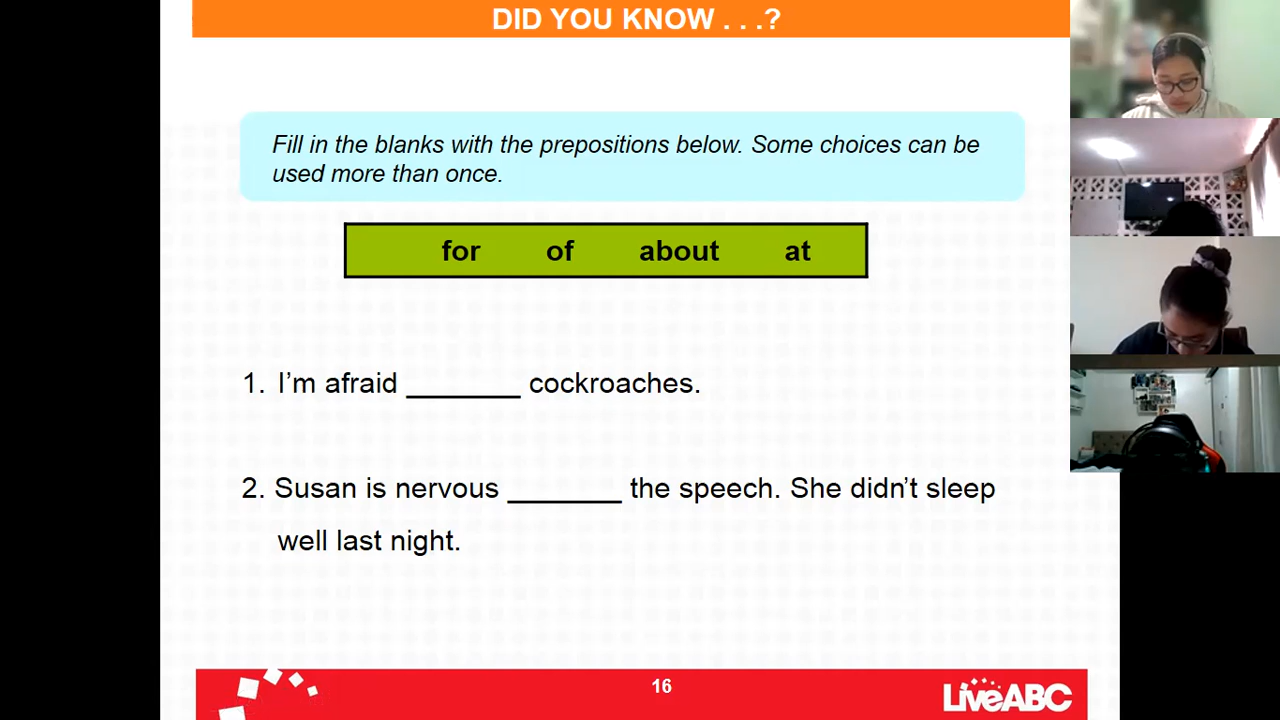 DID YOU KNOW . . .?
Fill in the blanks with the prepositions below. Some choices can be
used more than once.
for of about at
1. I'm afraid _______ cockroaches.
2. Susan is nervous _______ the speech. She didn't sleep
well last night.
16
LiveABC